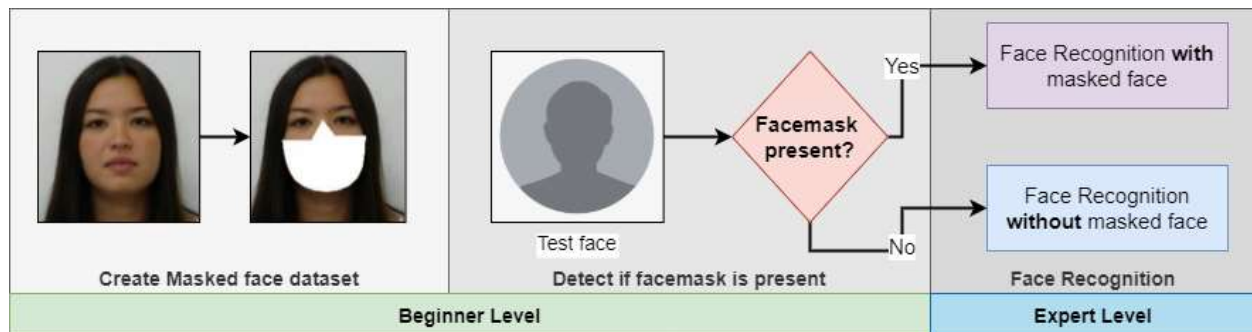 Yes
Face Recognition with
masked face
Facemask
present?
Face Recognition
without masked face
Test face
No
Create Masked face dataset
Detect if facemask is present
Face Recognition
Beginner Level
Expert Level